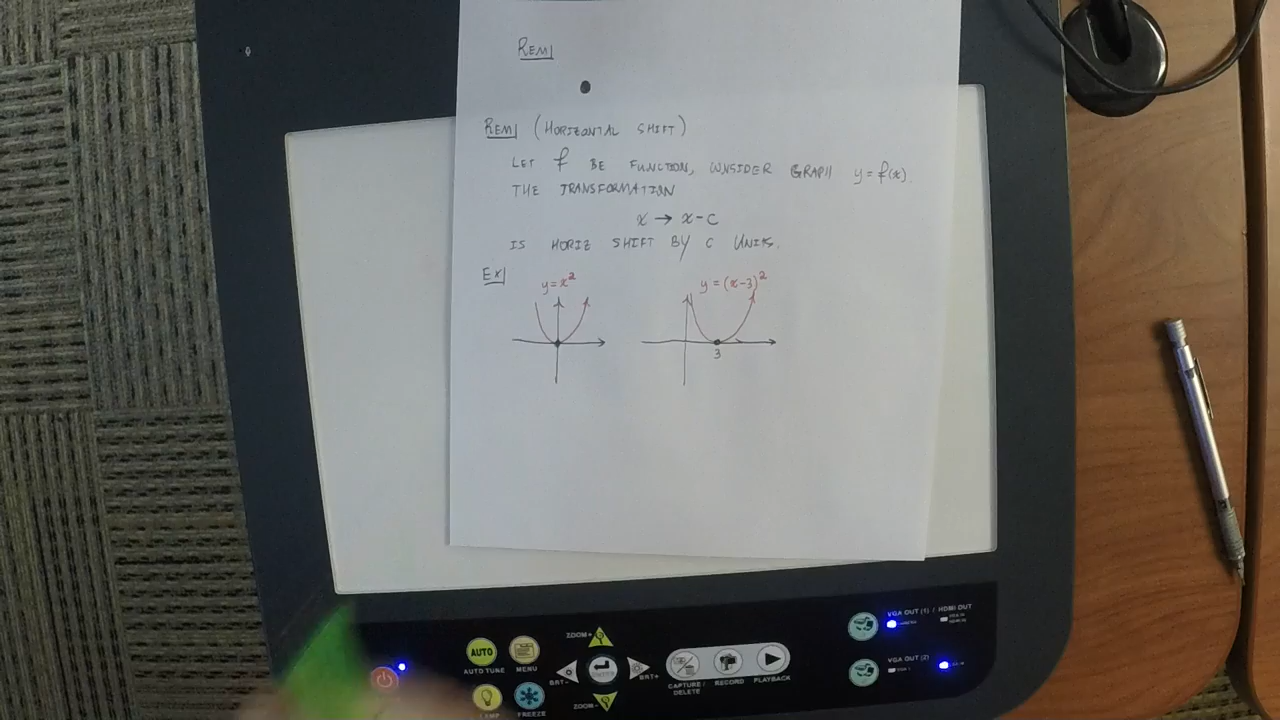 REM
REM (HORIZONTAL SHIFT)
LET f BE FUNCTION, CONSIDER GRAPH y = f(x).
THE TRANSFORMATION
x → x - c
IS HORIZ SHIFT BY C UNITS.
EX
y = x²
y = (x-3)²
3
VGA OUT (1) / HDMI OUT
VGA OUT (2)
ZOOM+
AUTO
AUTO TUNE
MENU
BRT-
BRT+
CAPTURE / DELETE
RECORD
PLAYBACK
LAMP
FREEZE
ZOOM-